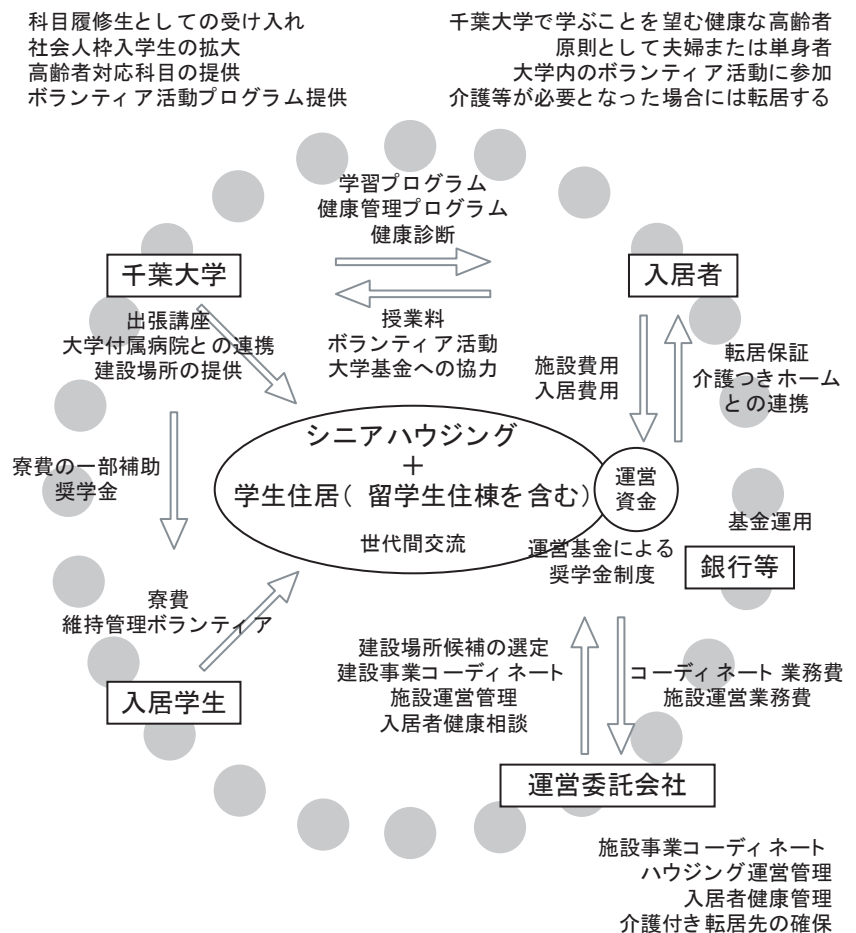 科目履修生としての受け入れ
社会人枠入学生の拡大
高齢者対応科目の提供
ボランティア活動プログラム提供
千葉大学で学ぶことを望む健康な高齢者
原則として夫婦または単身者
大学内のボランティア活動に参加
介護等が必要となった場合には転居する
学習プログラム
健康管理プログラム
健康診断
千葉大学
入居者
出張講座
大学付属病院との連携
建設場所の提供
授業料
ボランティア活動
大学基金への協力
施設費用
入居費用
転居保証
介護つきホーム
との連携
寮費の一部補助
奨学金
シニアハウジング
+
学生住居( 留学生住棟を含む)
世代間交流
運営
資金
運営基金による
奨学金制度
基金運用
銀行等
寮費
維持管理ボランティア
入居学生
建設場所候補の選定
建設事業コーディネート
施設運営管理
入居者健康相談
コーディネート 業務費
施設運営業務費
運営委託会社
施設事業コーディネート
ハウジング運営管理
入居者健康管理
介護付き転居先の確保